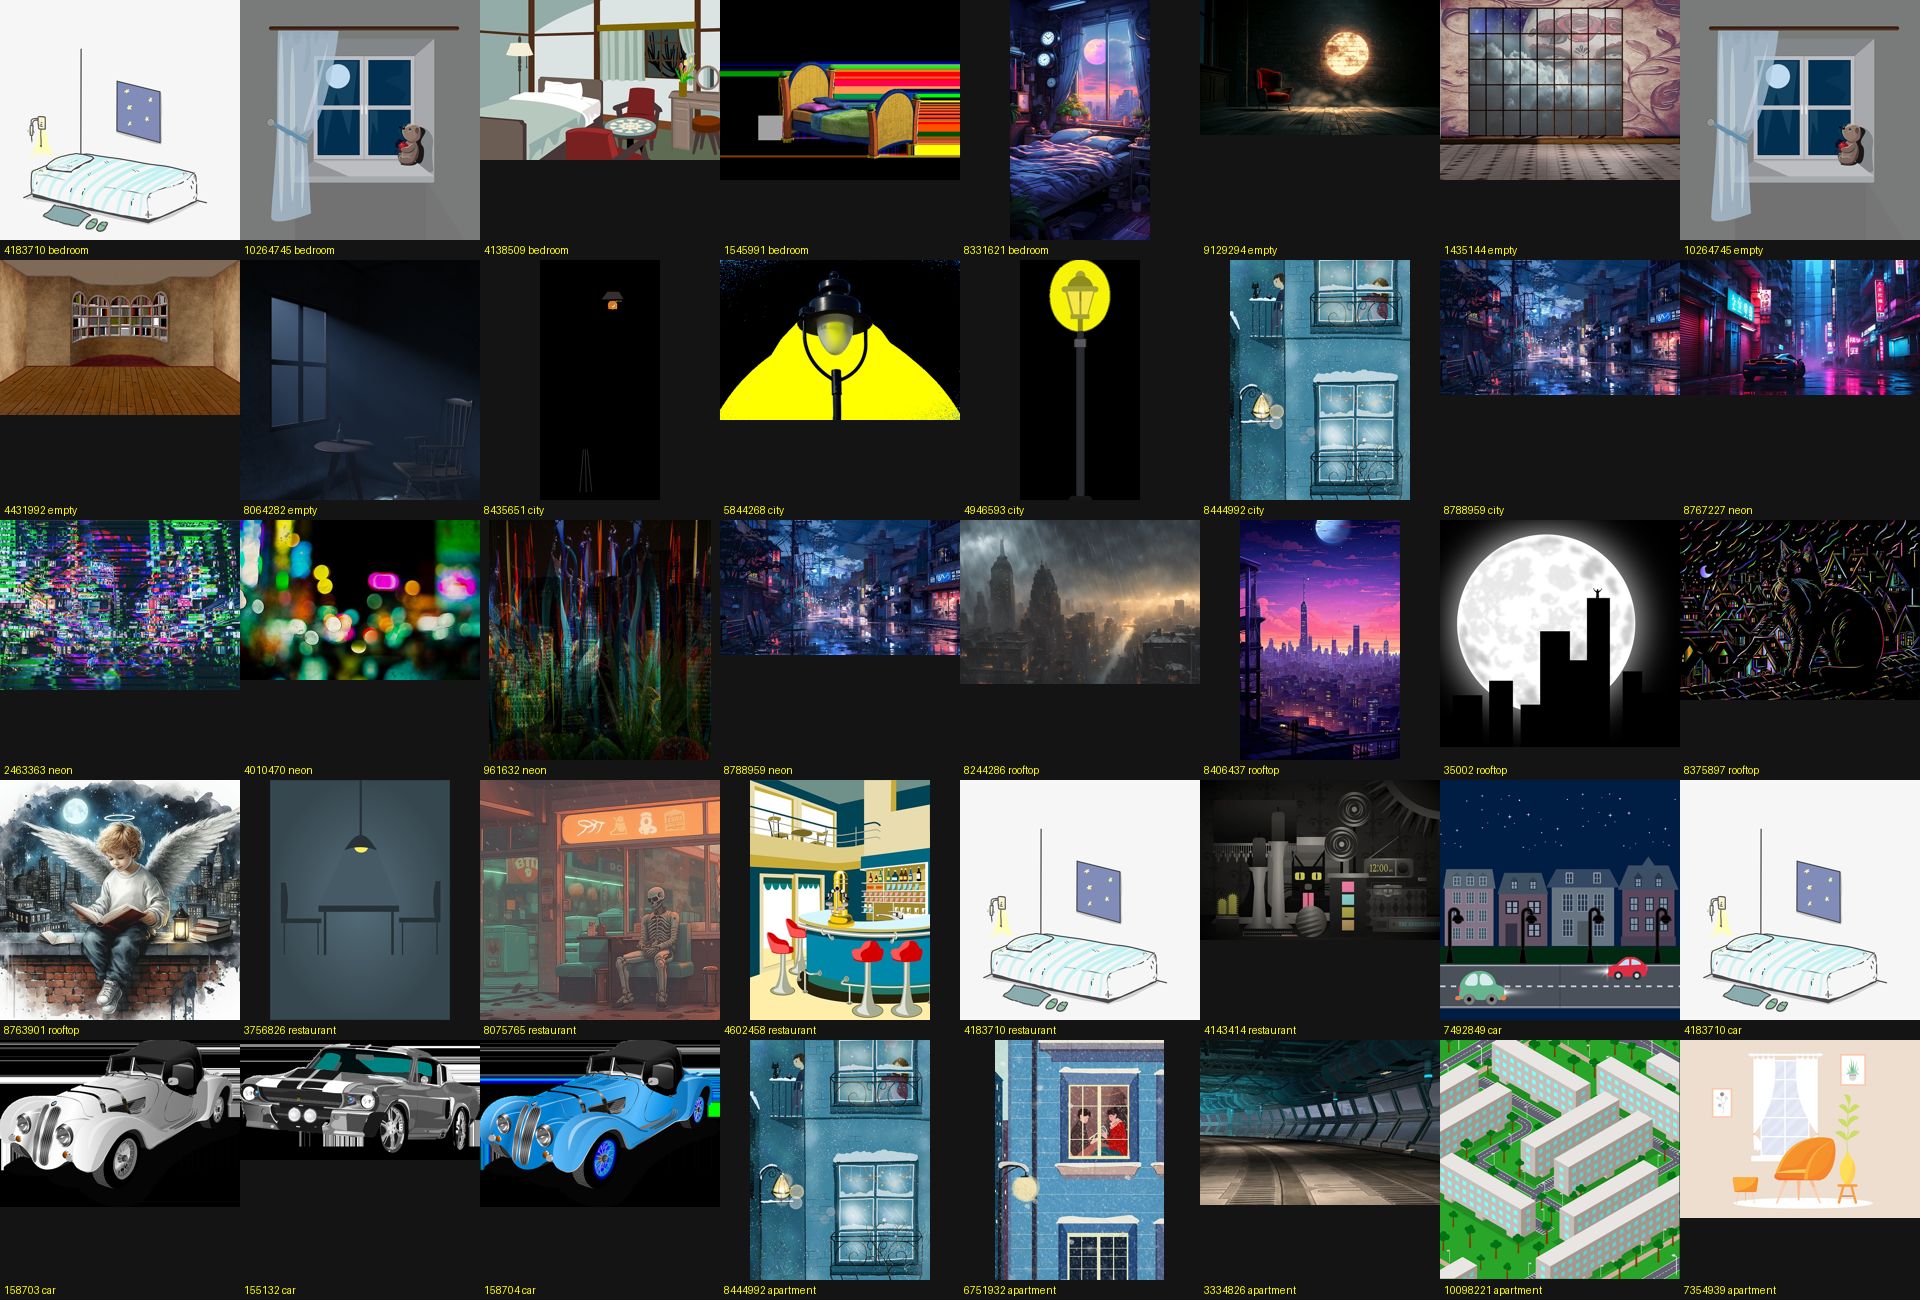 4183710 bedroom
10264745 bedroom
4138509 bedroom
1545991 bedroom
8331621 bedroom
9129294 empty
1435144 empty
10264745 empty
4431992 empty
8064282 empty
8435651 city
5844268 city
4946593 city
8444992 city
8788959 city
8767227 neon
2463363 neon
4010470 neon
961632 neon
8788959 neon
8244286 rooftop
8406437 rooftop
35002 rooftop
8375897 rooftop
12:00
8763901 rooftop
3756826 restaurant
8075765 restaurant
4602458 restaurant
4183710 restaurant
4143414 restaurant
7492849 car
4183710 car
158703 car
155132 car
158704 car
8444992 apartment
6751932 apartment
3334826 apartment
10098221 apartment
7354939 apartment